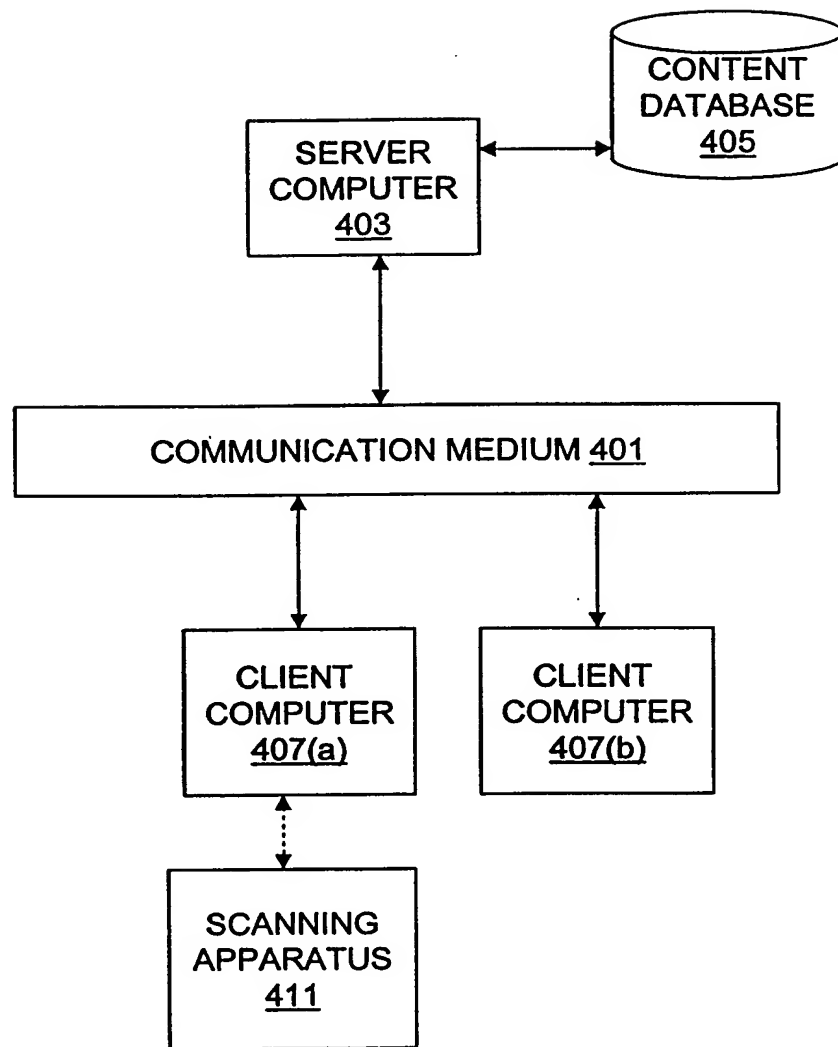 CONTENT
DATABASE
405
SERVER
COMPUTER
403
COMMUNICATION MEDIUM 401
CLIENT
COMPUTER
407(a)
CLIENT
COMPUTER
407(b)
SCANNING
APPARATUS
411